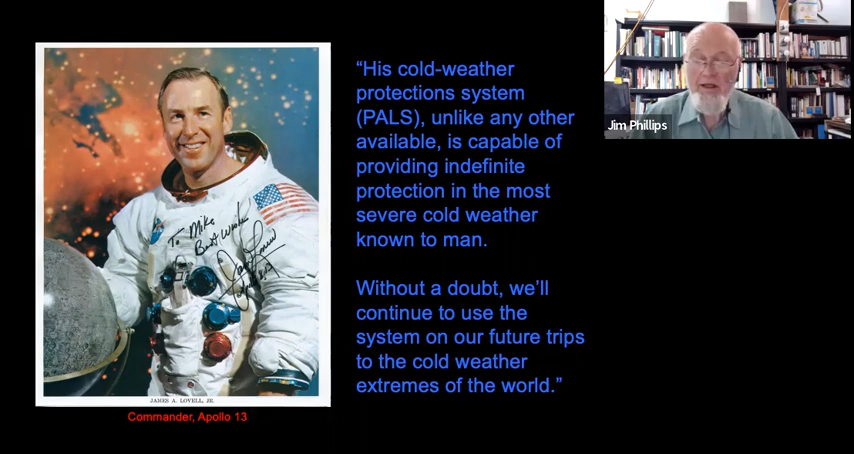 To Mike
Best Wishes
JAMES A. LOVELL, JR.
Commander, Apollo 13
“His cold-weather
protections system
(PALS), unlike any other
available, is capable of
providing indefinite
protection in the most
severe cold weather
known to man.
Without a doubt, we’ll
continue to use the
system on our future trips
to the cold weather
extremes of the world.”
Jim Phillips